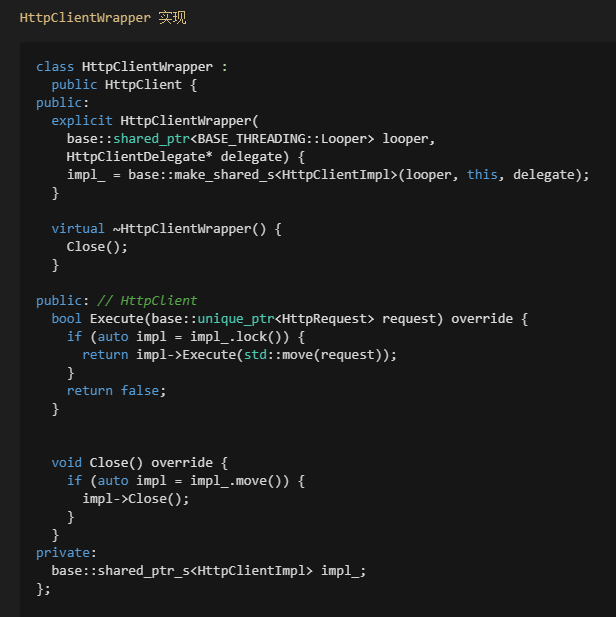 HttpClientWrapper 实现
class HttpClientWrapper :
  public HttpClient {
public:
  explicit HttpClientWrapper(
    base::shared_ptr<BASE_THREADING::Looper> looper,
    HttpClientDelegate* delegate) {
    impl_ = base::make_shared_s<HttpClientImpl>(looper, this, delegate);
  }
  virtual ~HttpClientWrapper() {
    Close();
  }
public: // HttpClient
  bool Execute(base::unique_ptr<HttpRequest> request) override {
    if (auto impl = impl_.lock()) {
      return impl->Execute(std::move(request));
    }
    return false;
  }
  void Close() override {
    if (auto impl = impl_.move()) {
      impl->Close();
    }
  }
private:
  base::shared_ptr_s<HttpClientImpl> impl_;
};